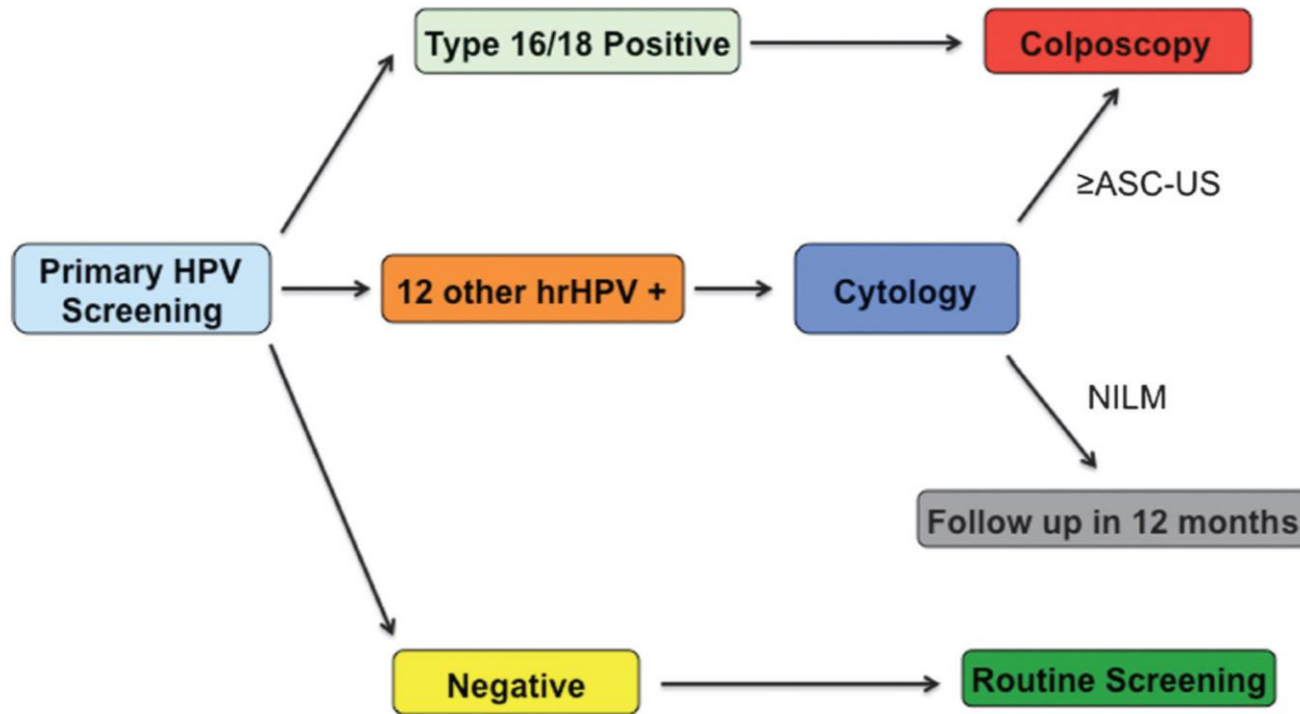 Type 16/18 Positive
Colposcopy
≥ASC-US
Primary HPV
Screening
12 other hrHPV +
Cytology
NILM
Follow up in 12 months
Negative
Routine Screening